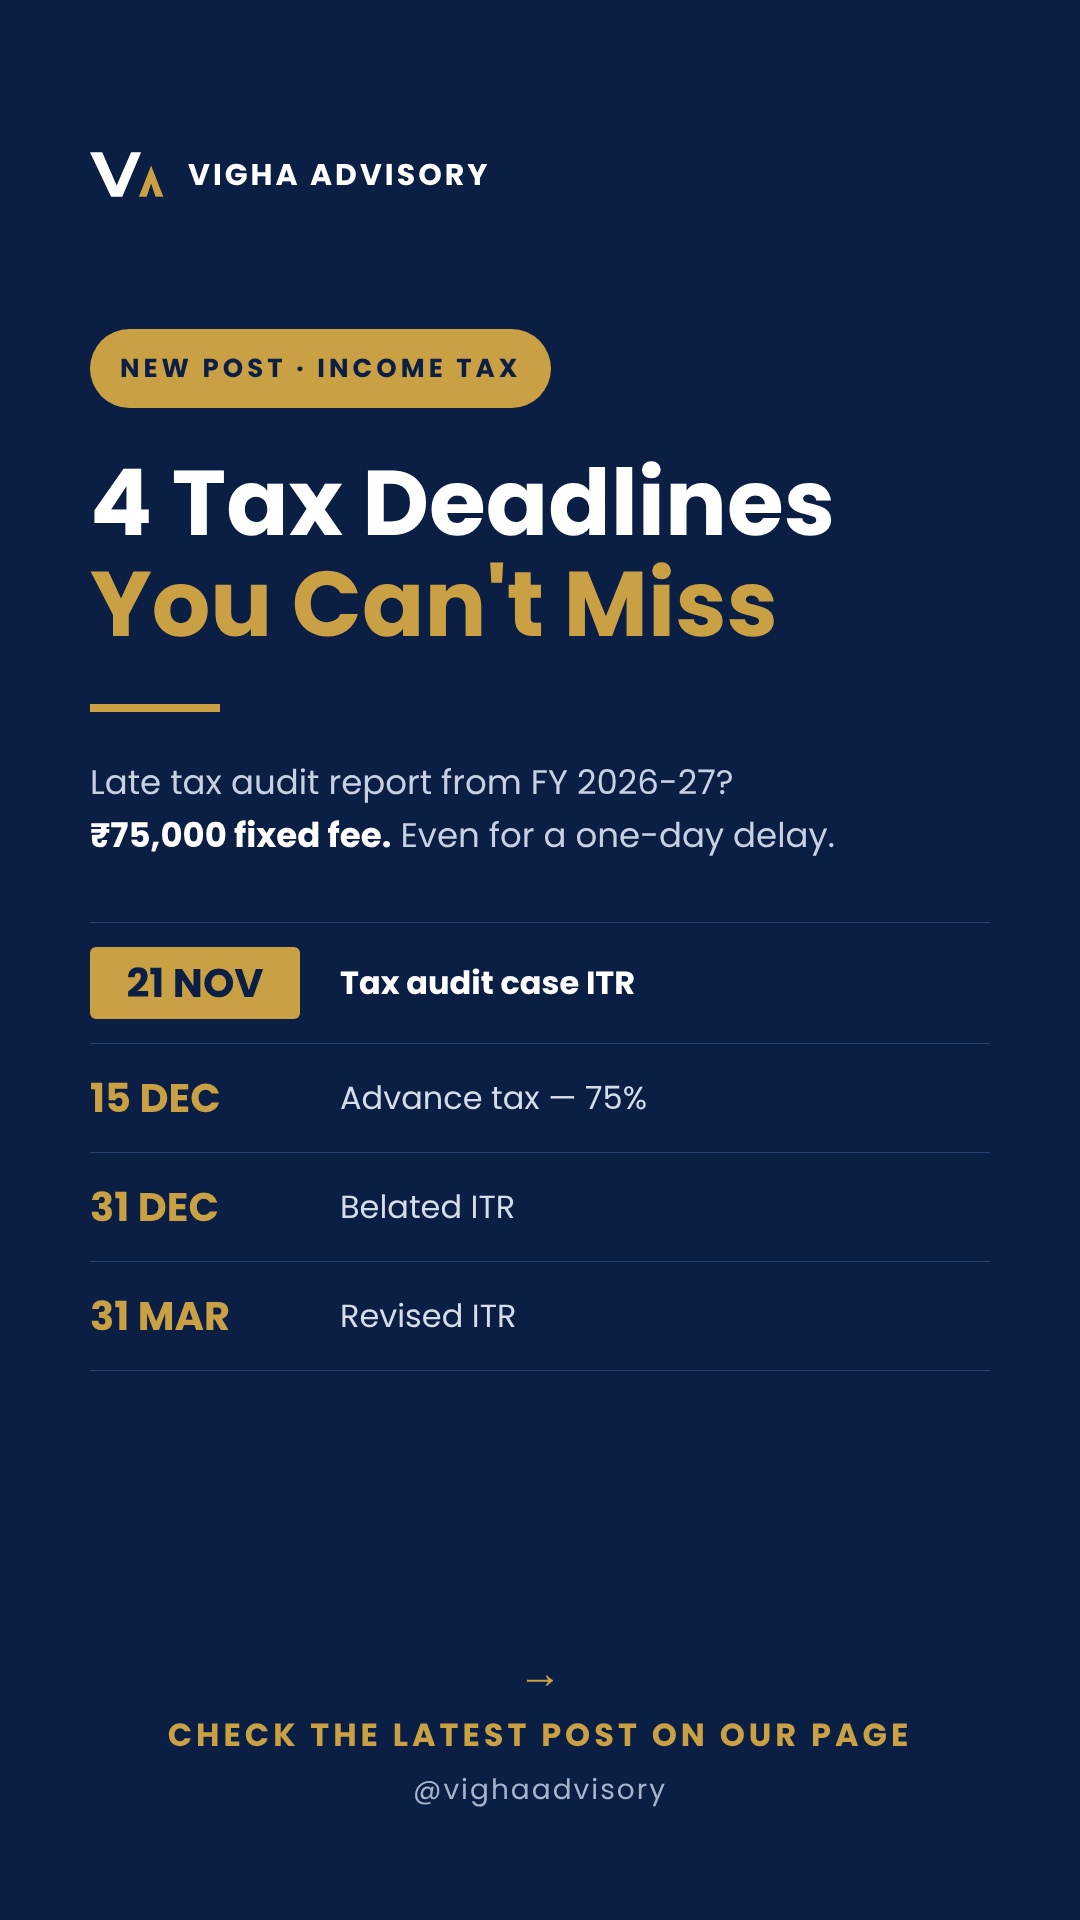 VA VIGHA ADVISORY
NEW POST · INCOME TAX
4 Tax Deadlines
You Can't Miss
Late tax audit report from FY 2026-27?
₹75,000 fixed fee. Even for a one-day delay.
21 NOV Tax audit case ITR
15 DEC Advance tax — 75%
31 DEC Belated ITR
31 MAR Revised ITR
→
CHECK THE LATEST POST ON OUR PAGE
@vighaadvisory